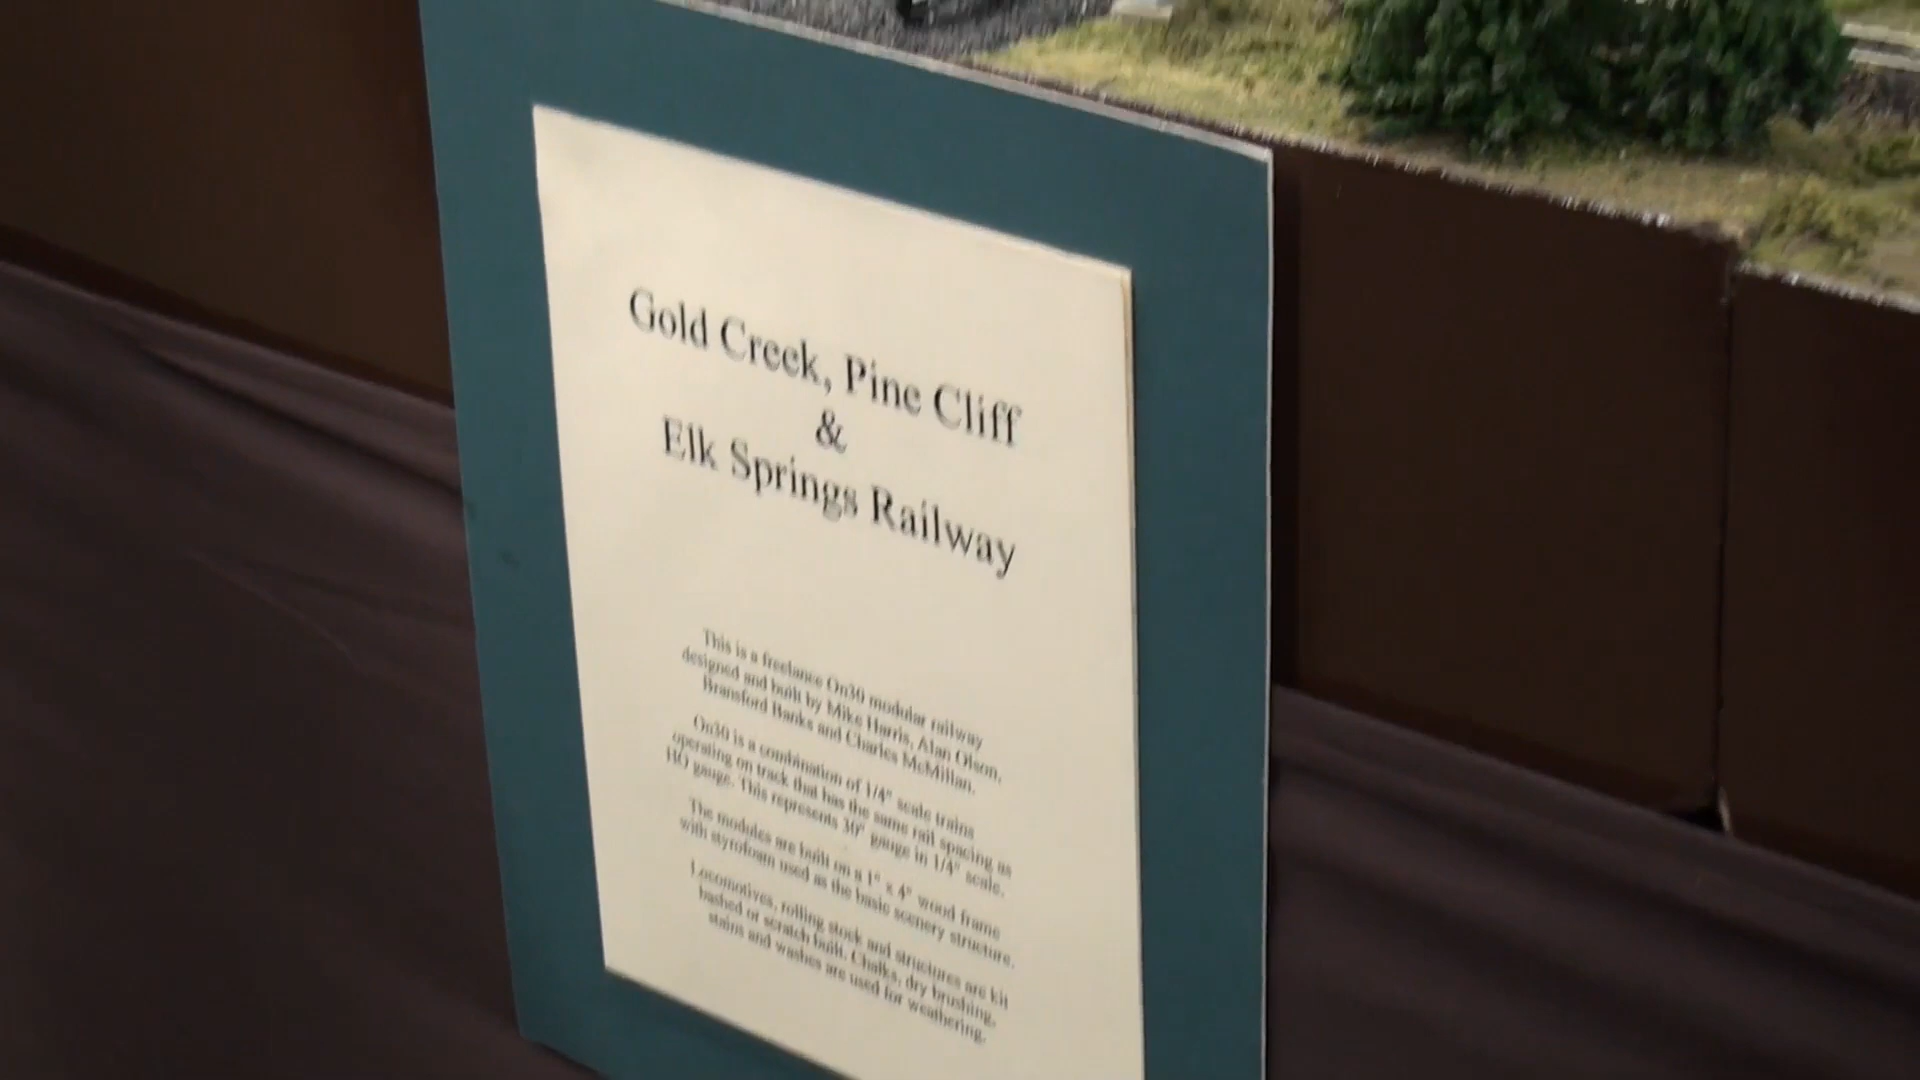 Gold Creek, Pine Cliff
&
Elk Springs Railway
This is a freelance On30 modular railway
designed and built by Mike Harris, Alan Olson,
Bransford Banks and Charles McMillan.
On30 is a combination of 1/4" scale trains
operating on track that has the same rail spacing as
HO gauge. This represents 30" gauge in 1/4" scale.
The modules are built on a 1" x 4" wood frame
with styrofoam used as the basic scenery structure.
Locomotives, rolling stock and structures are kit
bashed or scratch built. Chalks, dry brushing,
stains and washes are used for weathering.